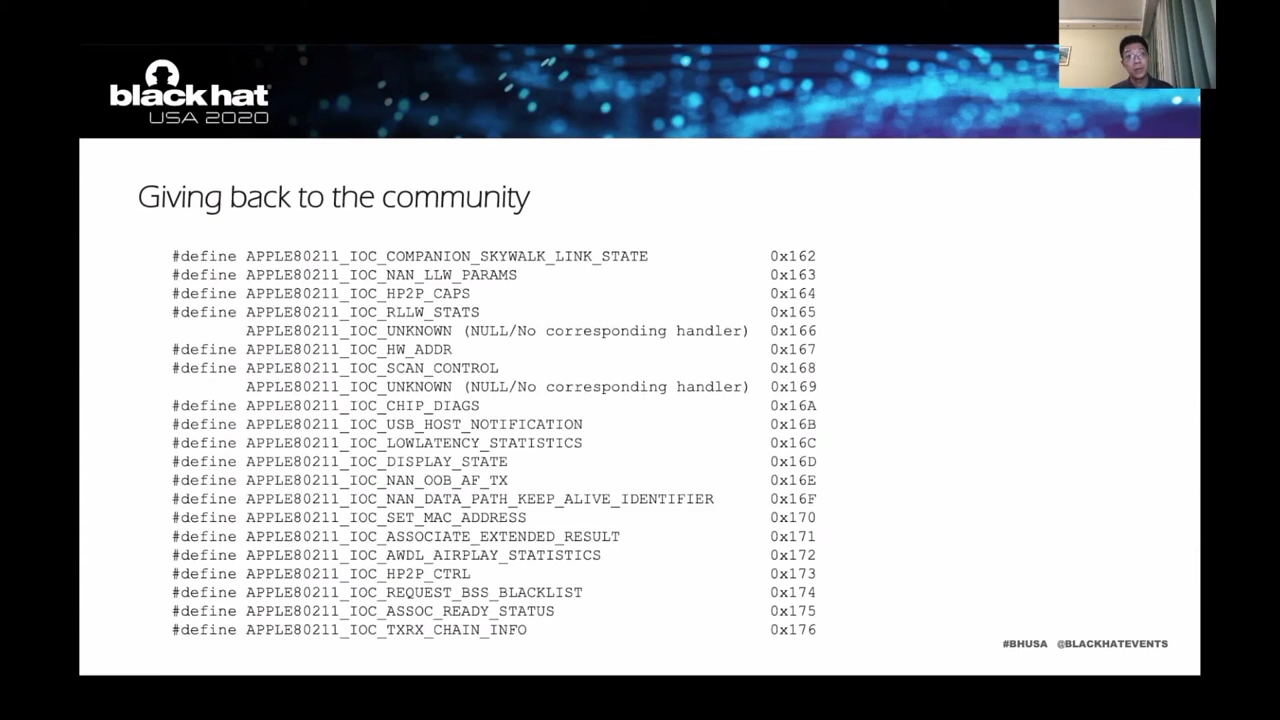 black hat
USA 2020
Giving back to the community
#define APPLE80211_IOC_COMPANION_SKYWALK_LINK_STATE 0x162
#define APPLE80211_IOC_NAN_LLW_PARAMS 0x163
#define APPLE80211_IOC_HP2P_CAPS 0x164
#define APPLE80211_IOC_RLLW_STATS 0x165
APPLE80211_IOC_UNKNOWN (NULL/No corresponding handler) 0x166
#define APPLE80211_IOC_HW_ADDR 0x167
#define APPLE80211_IOC_SCAN_CONTROL 0x168
APPLE80211_IOC_UNKNOWN (NULL/No corresponding handler) 0x169
#define APPLE80211_IOC_CHIP_DIAGS 0x16A
#define APPLE80211_IOC_USB_HOST_NOTIFICATION 0x16B
#define APPLE80211_IOC_LOWLATENCY_STATISTICS 0x16C
#define APPLE80211_IOC_DISPLAY_STATE 0x16D
#define APPLE80211_IOC_NAN_OOB_AF_TX 0x16E
#define APPLE80211_IOC_NAN_DATA_PATH_KEEP_ALIVE_IDENTIFIER 0x16F
#define APPLE80211_IOC_SET_MAC_ADDRESS 0x170
#define APPLE80211_IOC_ASSOCIATE_EXTENDED_RESULT 0x171
#define APPLE80211_IOC_AWDL_AIRPLAY_STATISTICS 0x172
#define APPLE80211_IOC_HP2P_CTRL 0x173
#define APPLE80211_IOC_REQUEST_BSS_BLACKLIST 0x174
#define APPLE80211_IOC_ASSOC_READY_STATUS 0x175
#define APPLE80211_IOC_TXRX_CHAIN_INFO 0x176
#BHUSA @BLACKHATEVENTS